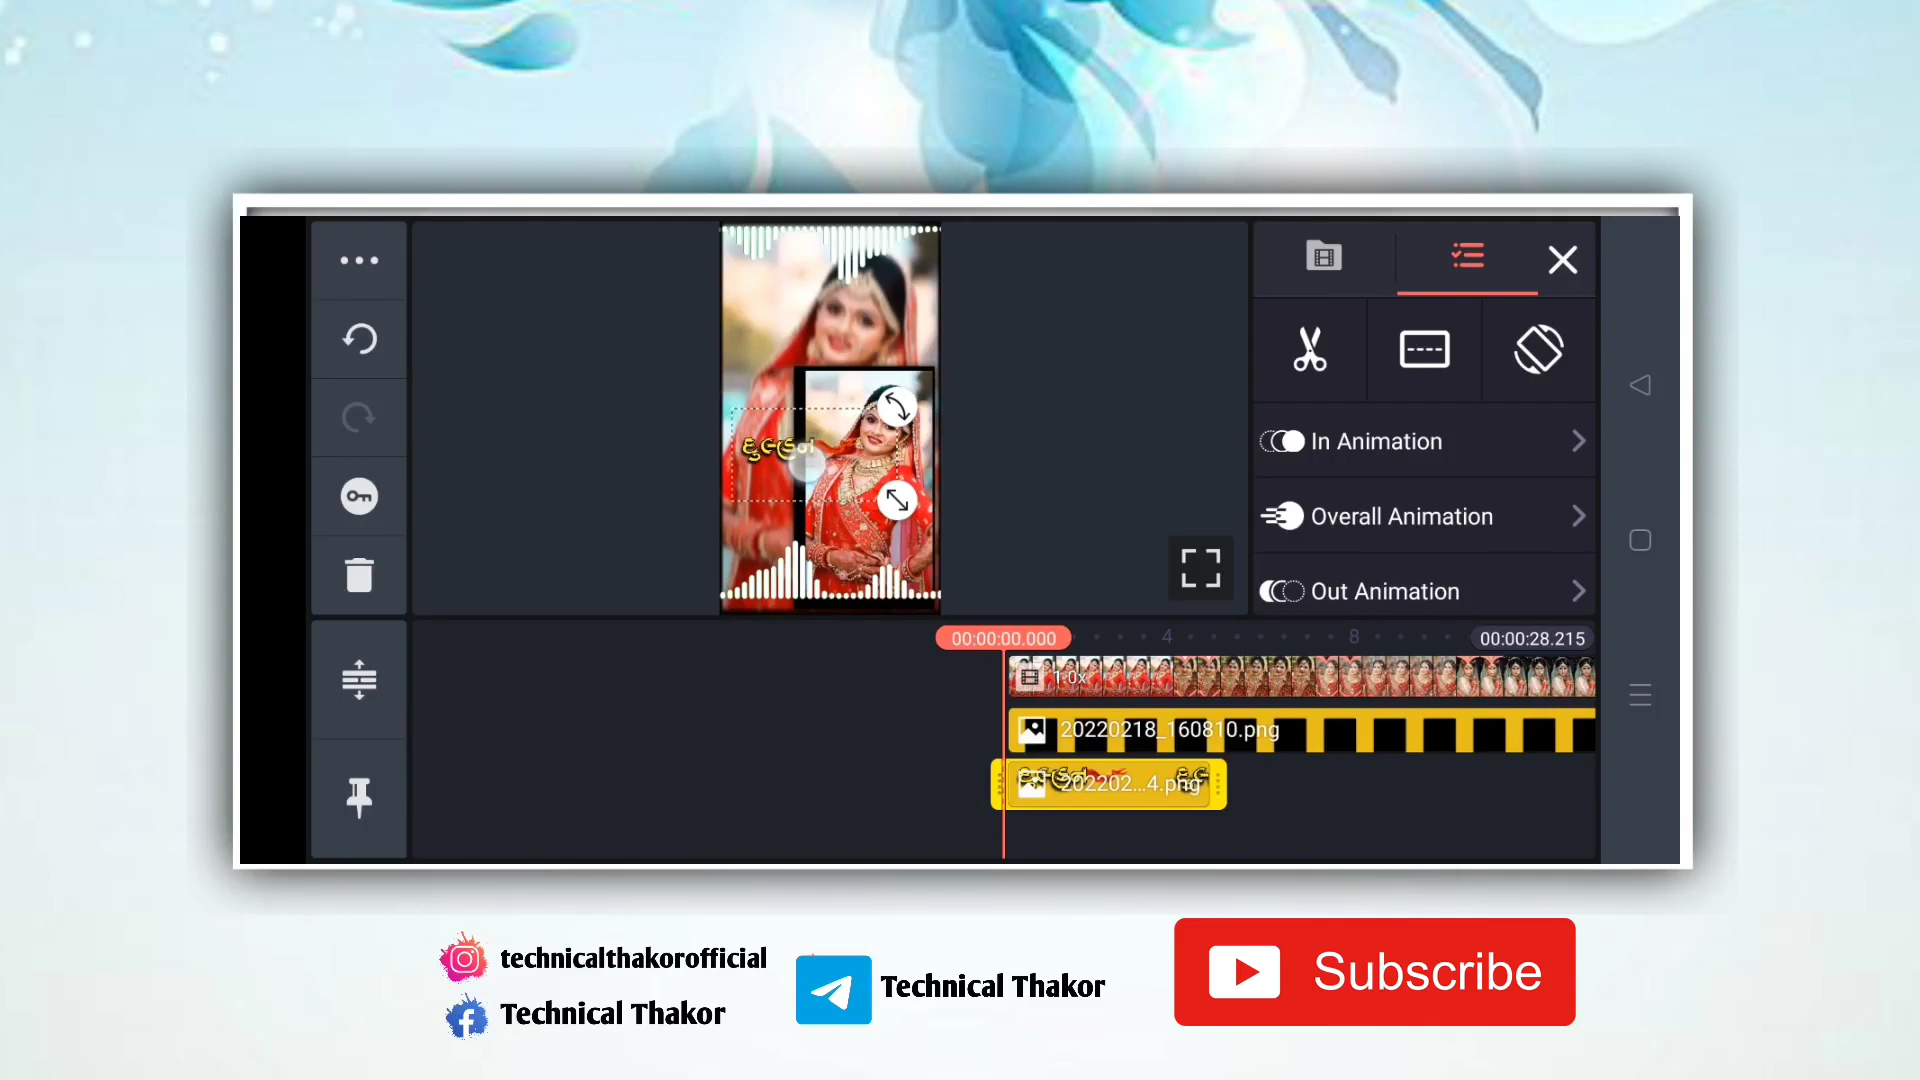 દુલ્હન
In Animation
Overall Animation
Out Animation
00:00:00.000
4
8
00:00:28.215
1.0x
20220218_160810.png
202202...4.png
technicalthakorofficial
Technical Thakor
Technical Thakor
Subscribe